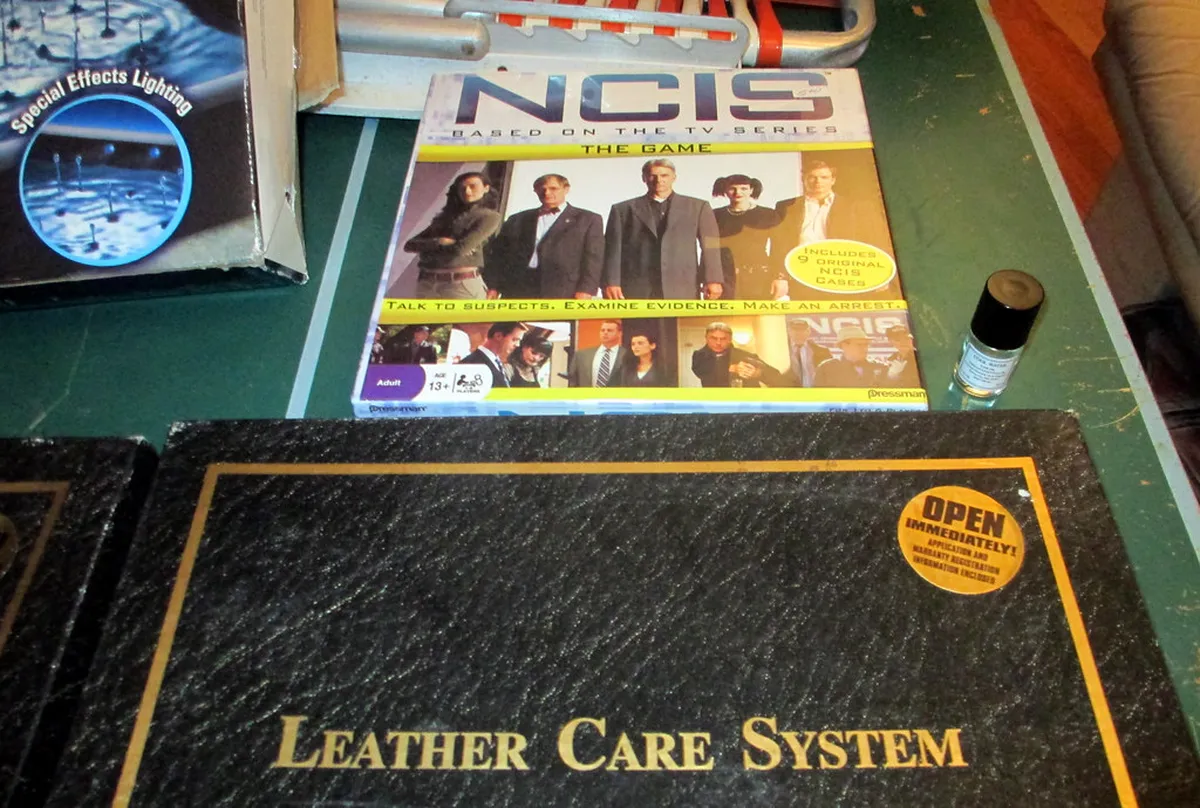 Special Effects Lighting
NCIS
BASED ON THE TV SERIES
THE GAME
INCLUDES
9 ORIGINAL
NCIS
CASES
TALK TO SUSPECTS. EXAMINE EVIDENCE. MAKE AN ARREST.
NCIS
Adult
AGE
13+
Pressman
Pressman
OPEN
IMMEDIATELY!
APPLICATION AND
WARRANTY REGISTRATION
INFORMATION ENCLOSED
LEATHER CARE SYSTEM